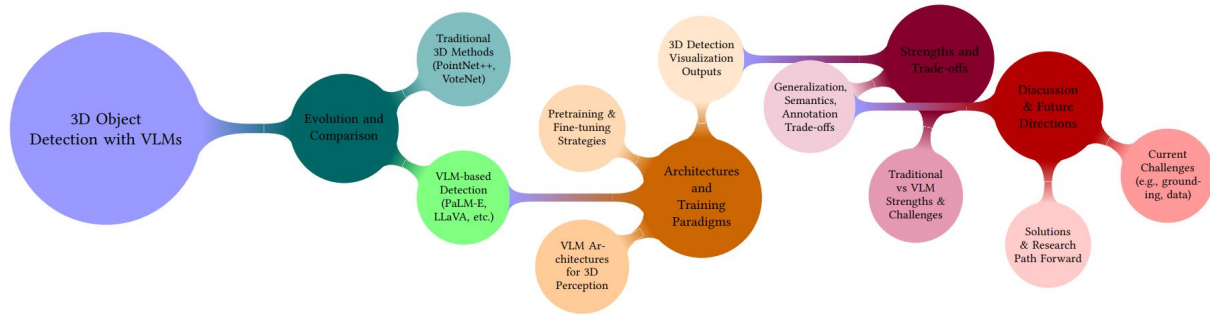 3D Object
Detection with VLMs
Evolution and
Comparison
Traditional
3D Methods
(PointNet++,
VoteNet)
VLM-based
Detection
(PaLM-E,
LLaVA, etc.)
Pretraining &
Fine-tuning
Strategies
VLM Ar-
chitectures
for 3D
Perception
3D Detection
Visualization
Outputs
Architectures
and
Training
Paradigms
Generalization,
Semantics,
Annotation
Trade-offs
Strengths and
Trade-offs
Traditional
vs VLM
Strengths &
Challenges
Discussion
& Future
Directions
Solutions
& Research
Path Forward
Current
Challenges
(e.g., ground-
ing, data)